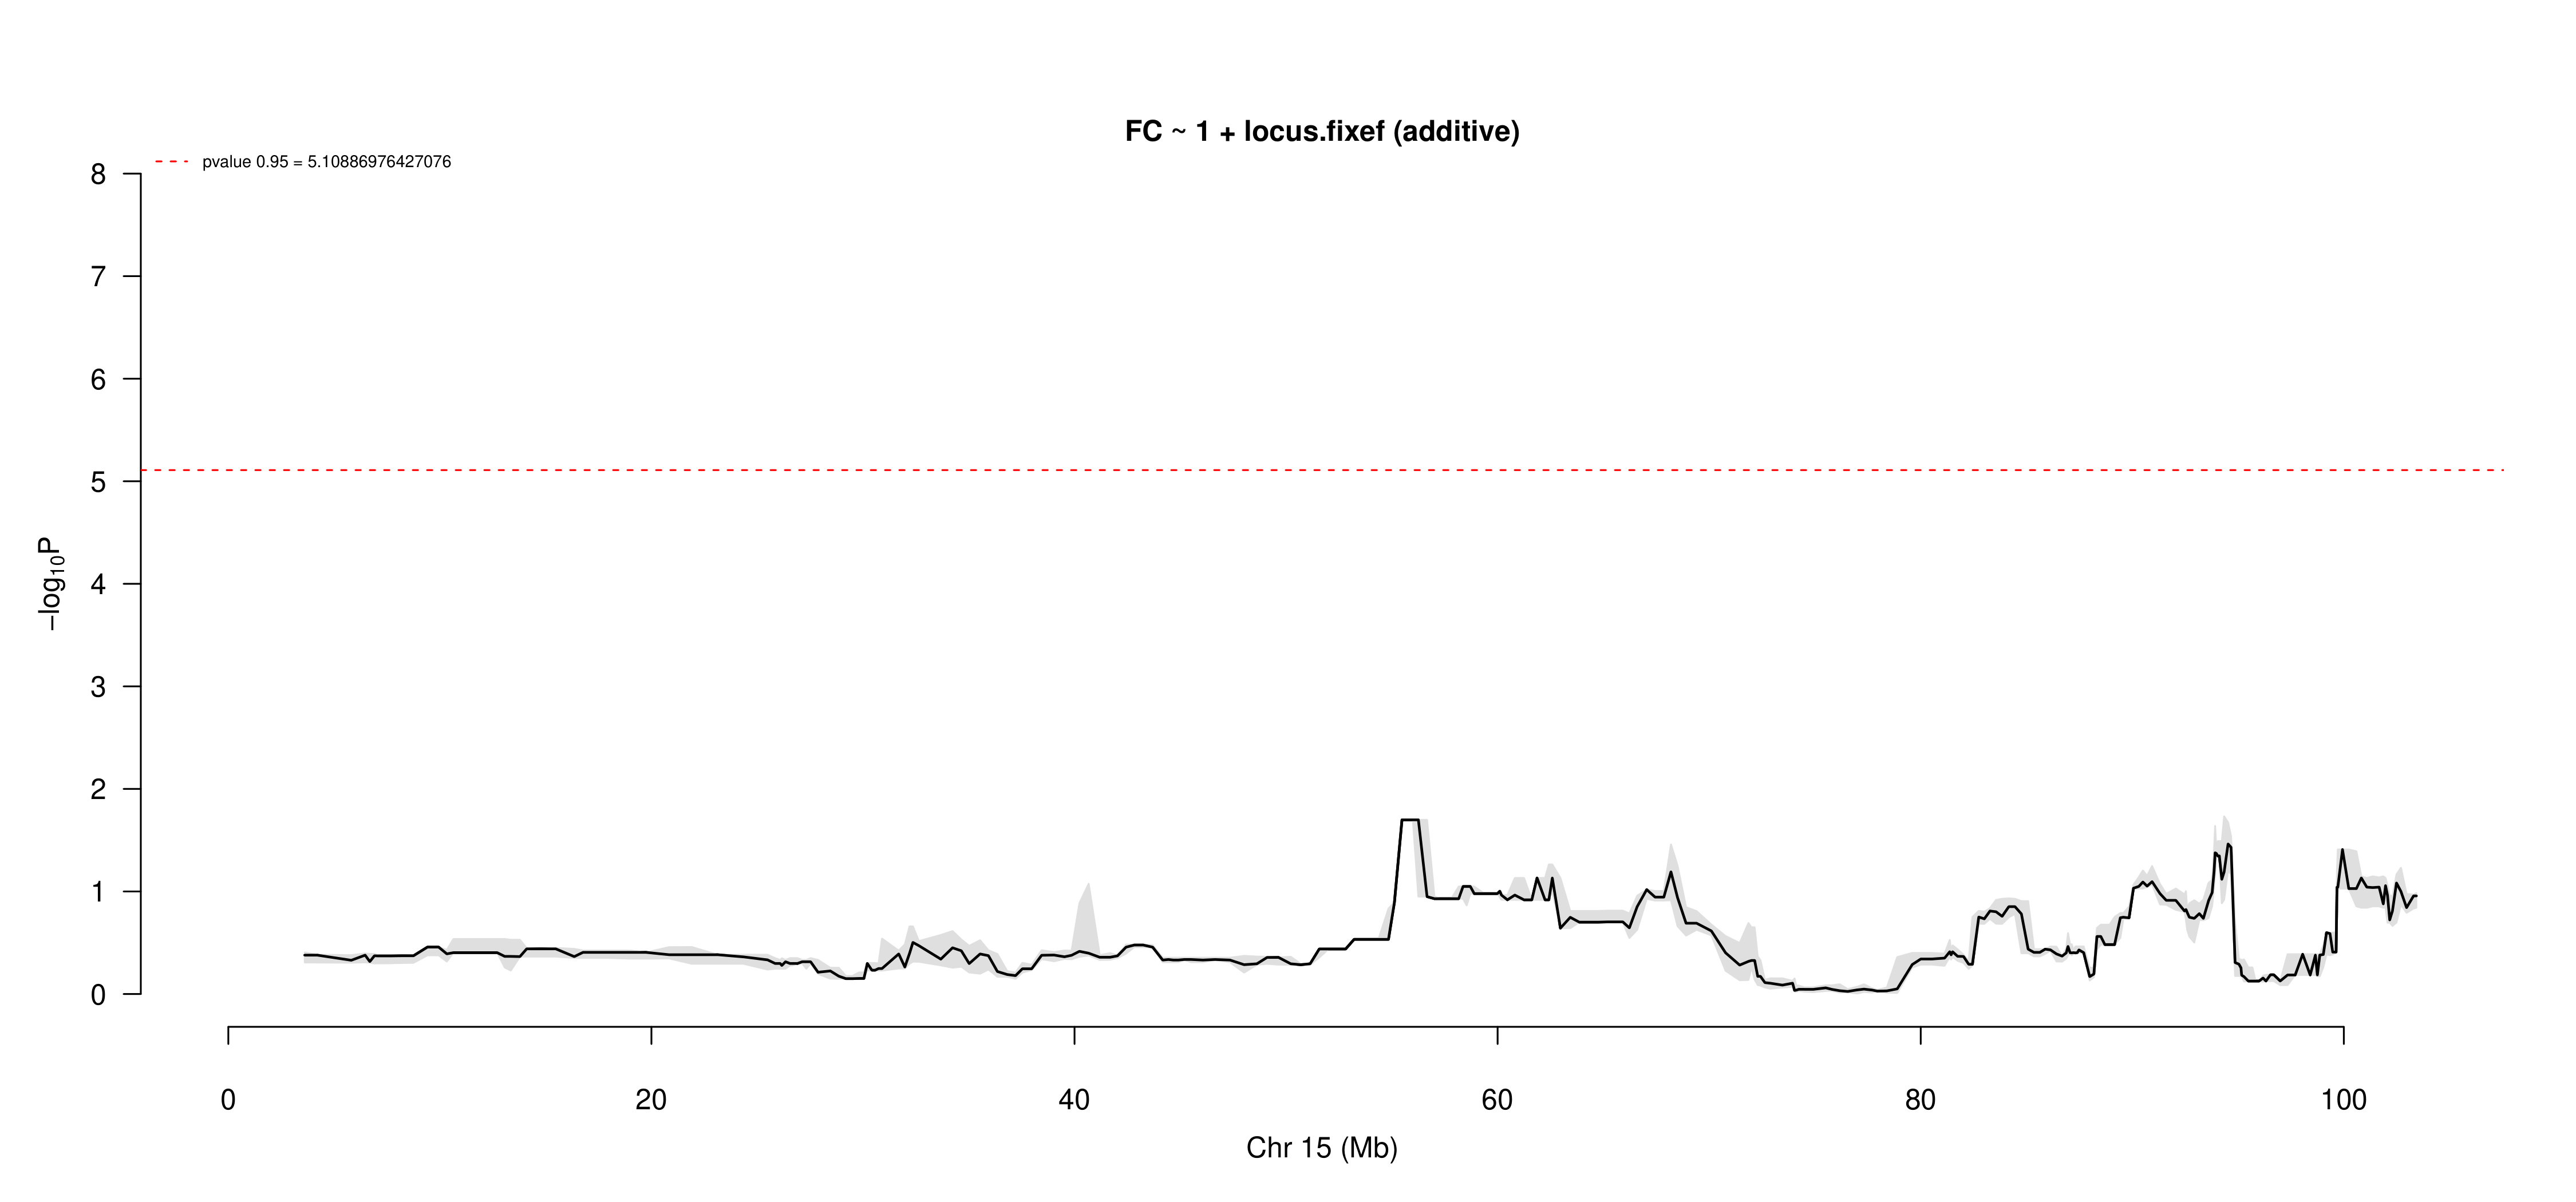 FC ~ 1 + locus.fixef (additive)
pvalue 0.95 = 5.10886976427076
8
7
6
5
4
3
2
1
0
−log10P
0 20 40 60 80 100
Chr 15 (Mb)